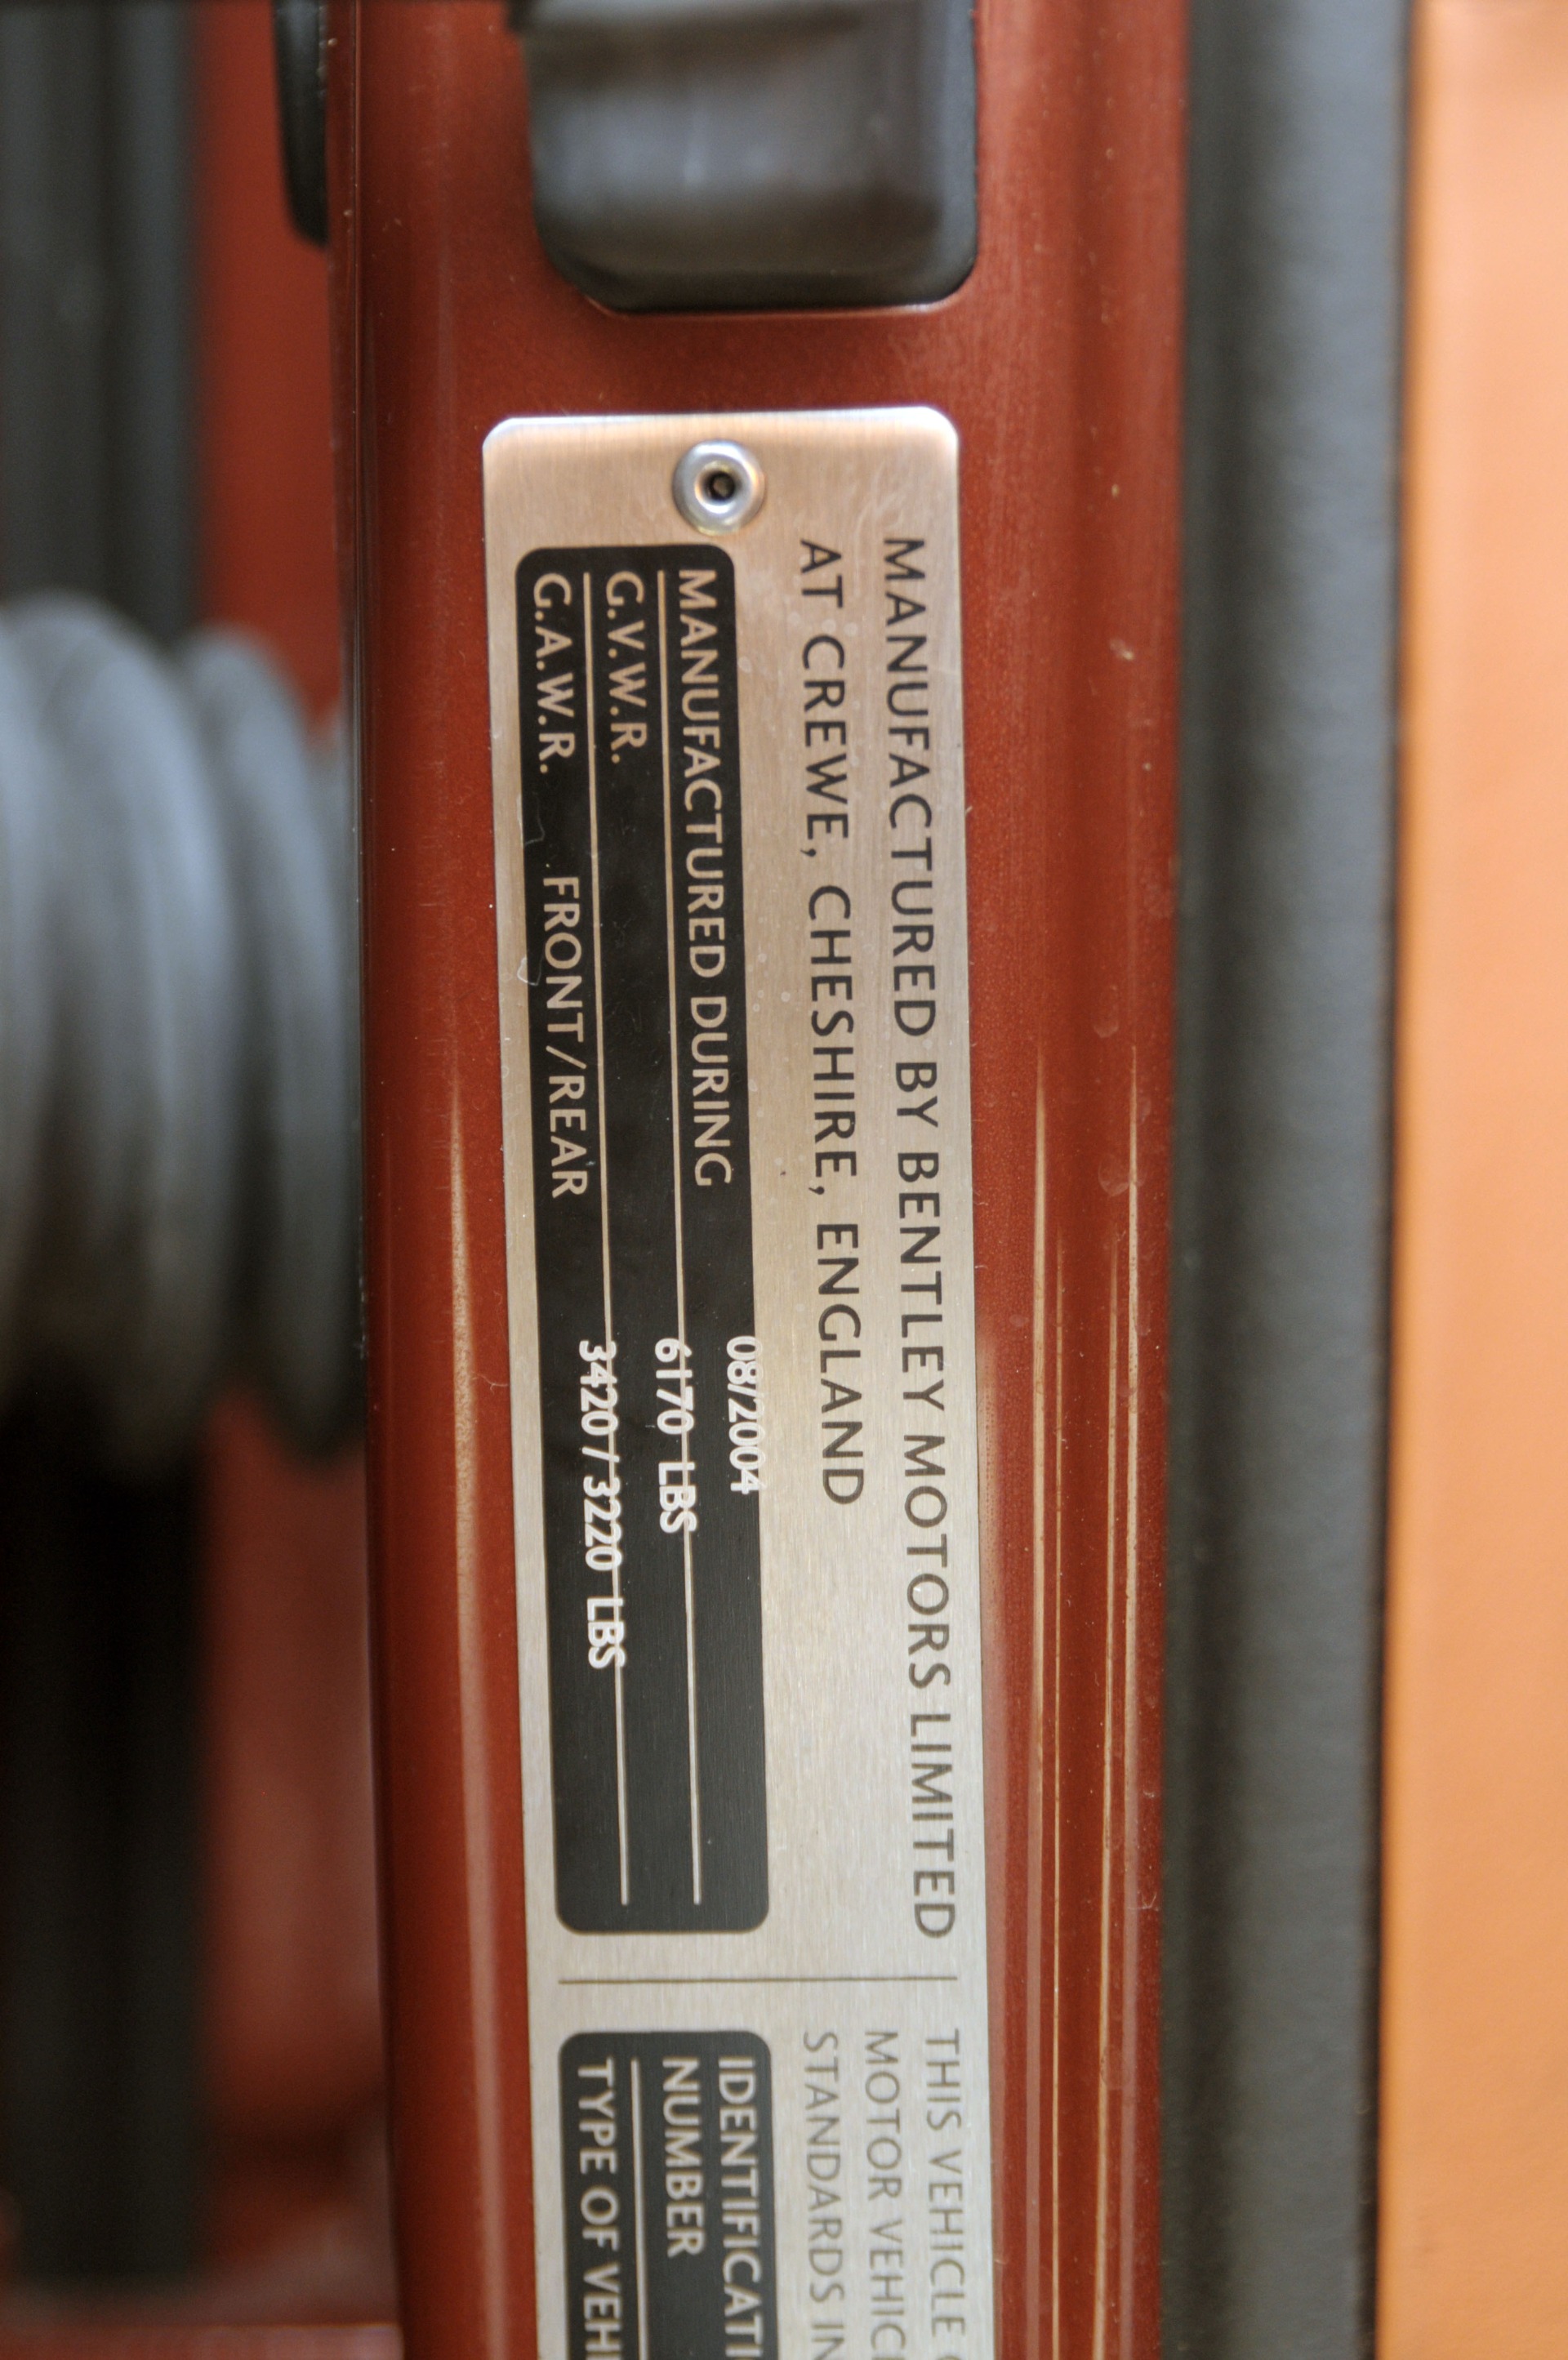 MANUFACTURED BY BENTLEY MOTORS LIMITED
AT CREWE, CHESHIRE, ENGLAND
MANUFACTURED DURING 08/2004
G.V.W.R. 6170 LBS
G.A.W.R. FRONT/REAR 3420 / 3220 LBS
THIS VEHICLE
MOTOR VEHIC
STANDARDS IN
IDENTIFICATI
NUMBER
TYPE OF VEHI